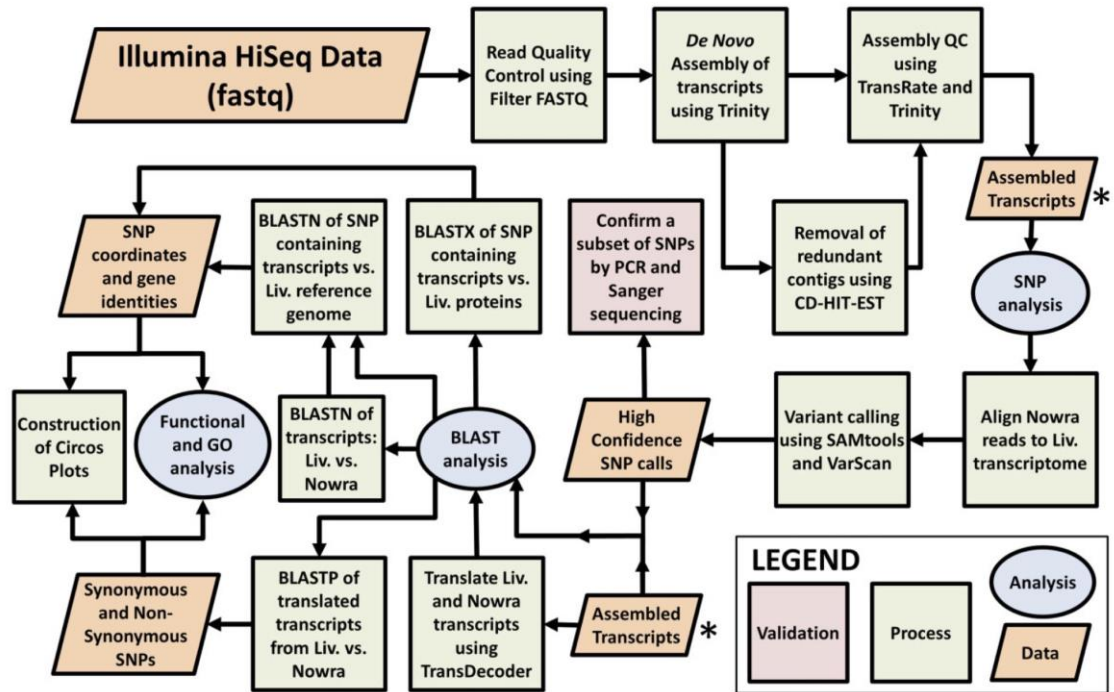 Illumina HiSeq Data
(fastq)
Read Quality
Control using
Filter FASTQ
De Novo
Assembly of
transcripts
using Trinity
Assembly QC
using
TransRate and
Trinity
Assembled
Transcripts
*
SNP
coordinates
and gene
identities
BLASTN of SNP
containing
transcripts vs.
Liv. reference
genome
BLASTX of SNP
containing
transcripts vs.
Liv. proteins
Confirm a
subset of SNPs
by PCR and
Sanger
sequencing
Removal of
redundant
contigs using
CD-HIT-EST
SNP
analysis
Construction
of Circos
Plots
Functional
and GO
analysis
BLASTN of
transcripts:
Liv. vs.
Nowra
BLAST
analysis
High
Confidence
SNP calls
Variant calling
using SAMtools
and VarScan
Align Nowra
reads to Liv.
transcriptome
Synonymous
and Non-
Synonymous
SNPs
BLASTP of
translated
transcripts
from Liv. vs.
Nowra
Translate Liv.
and Nowra
transcripts
using
TransDecoder
Assembled
Transcripts
*
LEGEND
Validation
Process
Analysis
Data